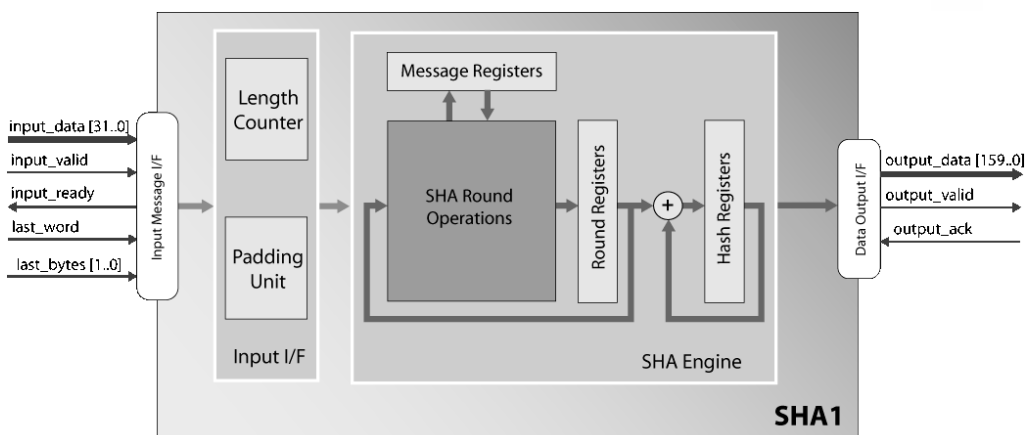 input_data [31..0]
input_valid
input_ready
last_word
last_bytes [1..0]
Input Message I/F
Length
Counter
Padding
Unit
Input I/F
Message Registers
SHA Round
Operations
Round Registers
+
Hash Registers
SHA Engine
Data Output I/F
output_data [159..0]
output_valid
output_ack
SHA1